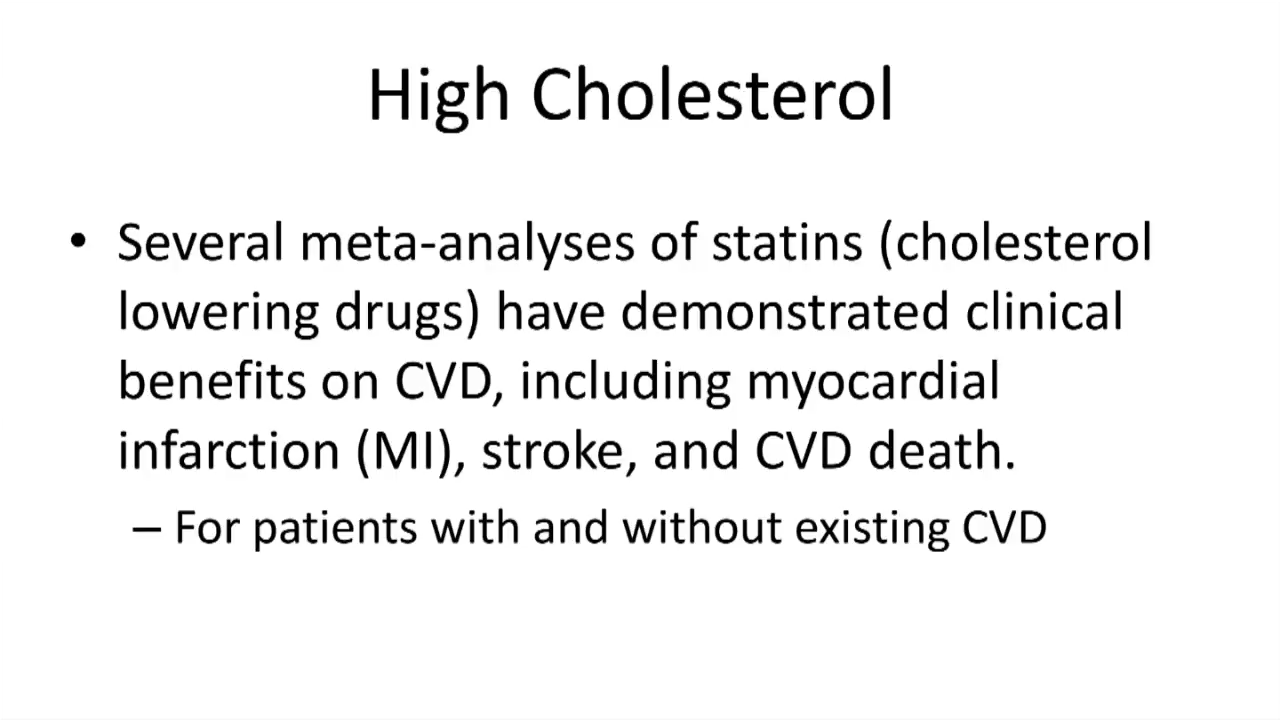 High Cholesterol
• Several meta-analyses of statins (cholesterol
lowering drugs) have demonstrated clinical
benefits on CVD, including myocardial
infarction (MI), stroke, and CVD death.
– For patients with and without existing CVD